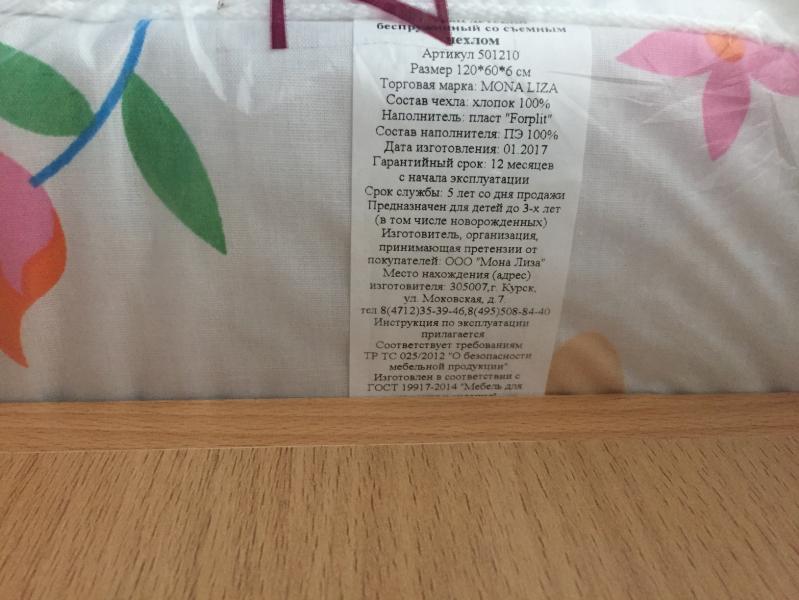 беспружинный со съемным
чехлом
Артикул 501210
Размер 120*60*6 см
Торговая марка: MONA LIZA
Состав чехла: хлопок 100%
Наполнитель: пласт "Forplit"
Состав наполнителя: ПЭ 100%
Дата изготовления: 01.2017
Гарантийный срок: 12 месяцев
с начала эксплуатации
Срок службы: 5 лет со дня продажи
Предназначен для детей до 3-х лет
(в том числе новорожденных)
Изготовитель, организация,
принимающая претензии от
покупателей: ООО "Мона Лиза"
Место нахождения (адрес)
изготовителя: 305007,г. Курск,
ул. Моковская, д.7.
тел 8(4712)35-39-46,8(495)508-84-40
Инструкция по эксплуатации
прилагается
Соответствует требованиям
ТР ТС 025/2012 "О безопасности
мебельной продукции"
Изготовлен в соответствии с
ГОСТ 19917-2014 "Мебель для